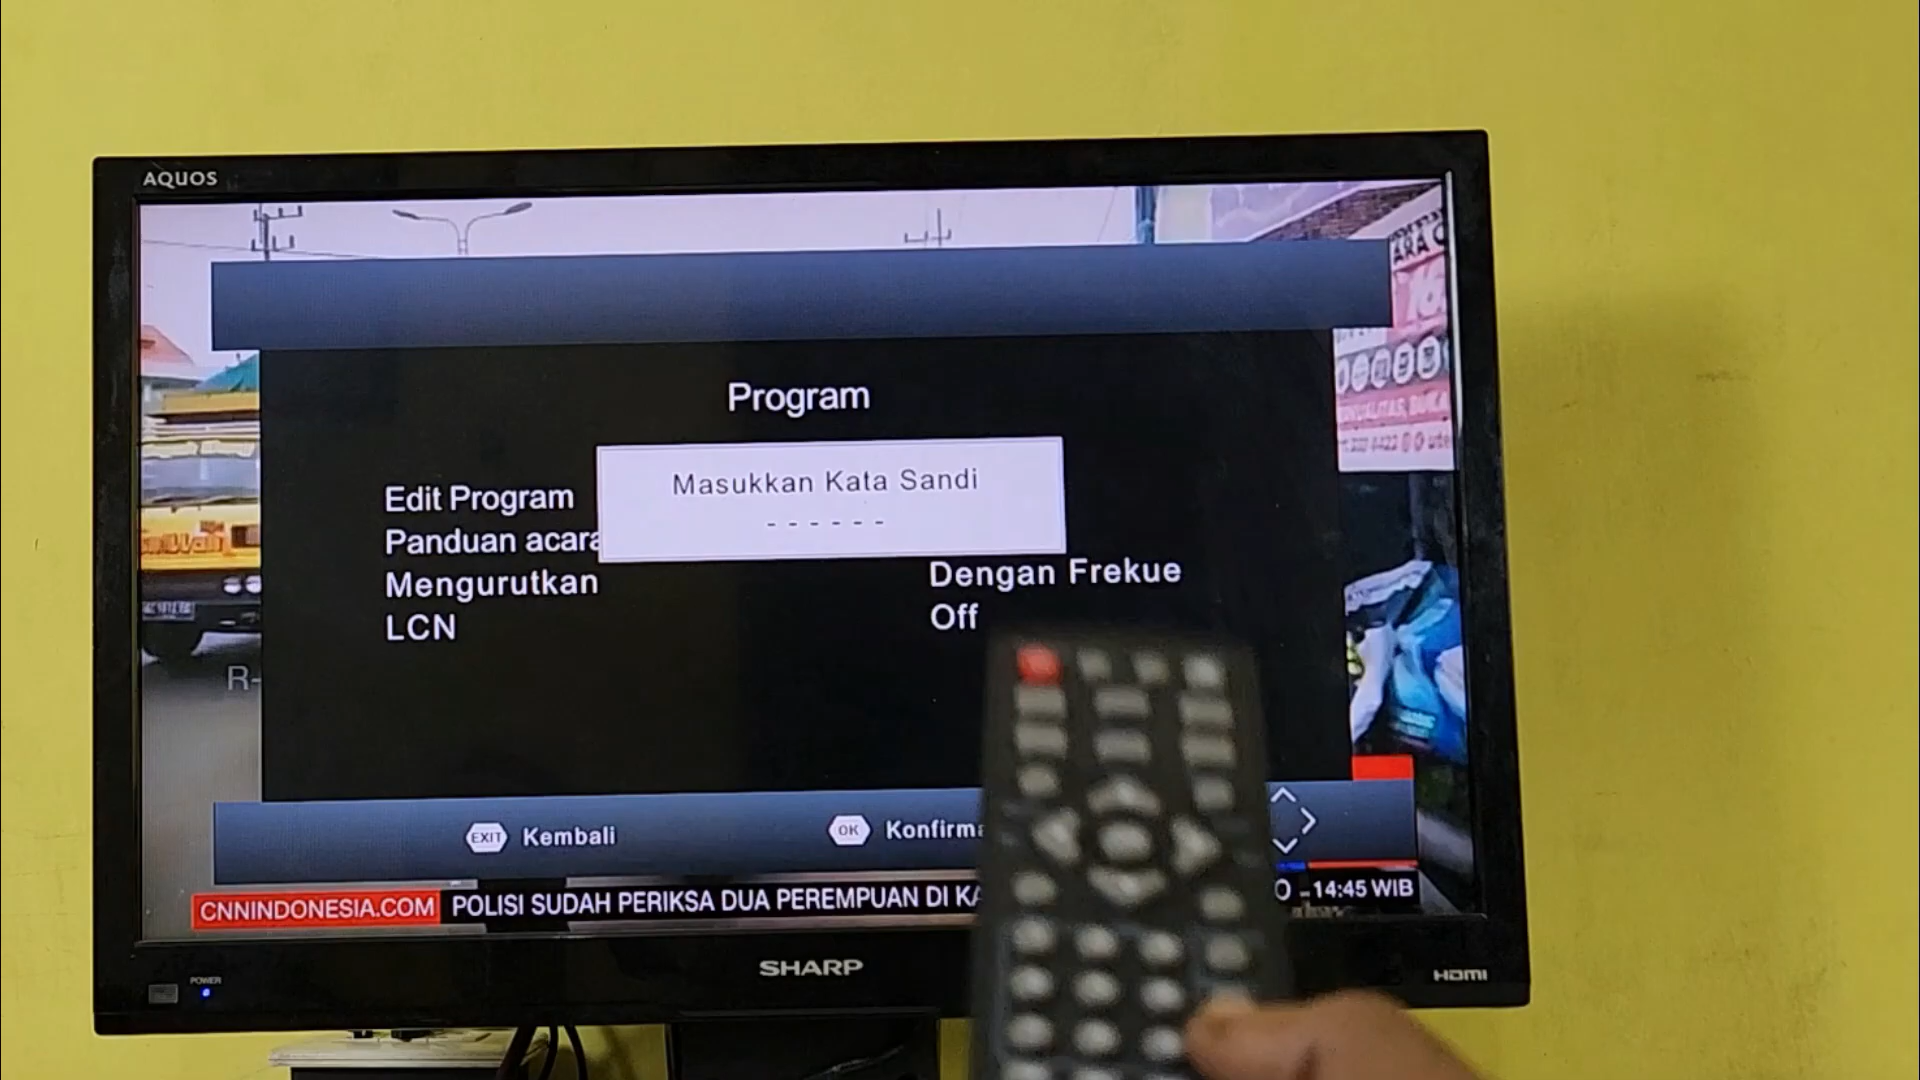 AQUOS
ARA
Program
Masukkan Kata Sandi
- - - - - -
Edit Program
Panduan acara
Mengurutkan Dengan Frekue
LCN Off
R-
EXIT Kembali OK Konfirma
CNNINDONESIA.COM POLISI SUDAH PERIKSA DUA PEREMPUAN DI KA
14:45 WIB
SHARP
POWER
HDMI